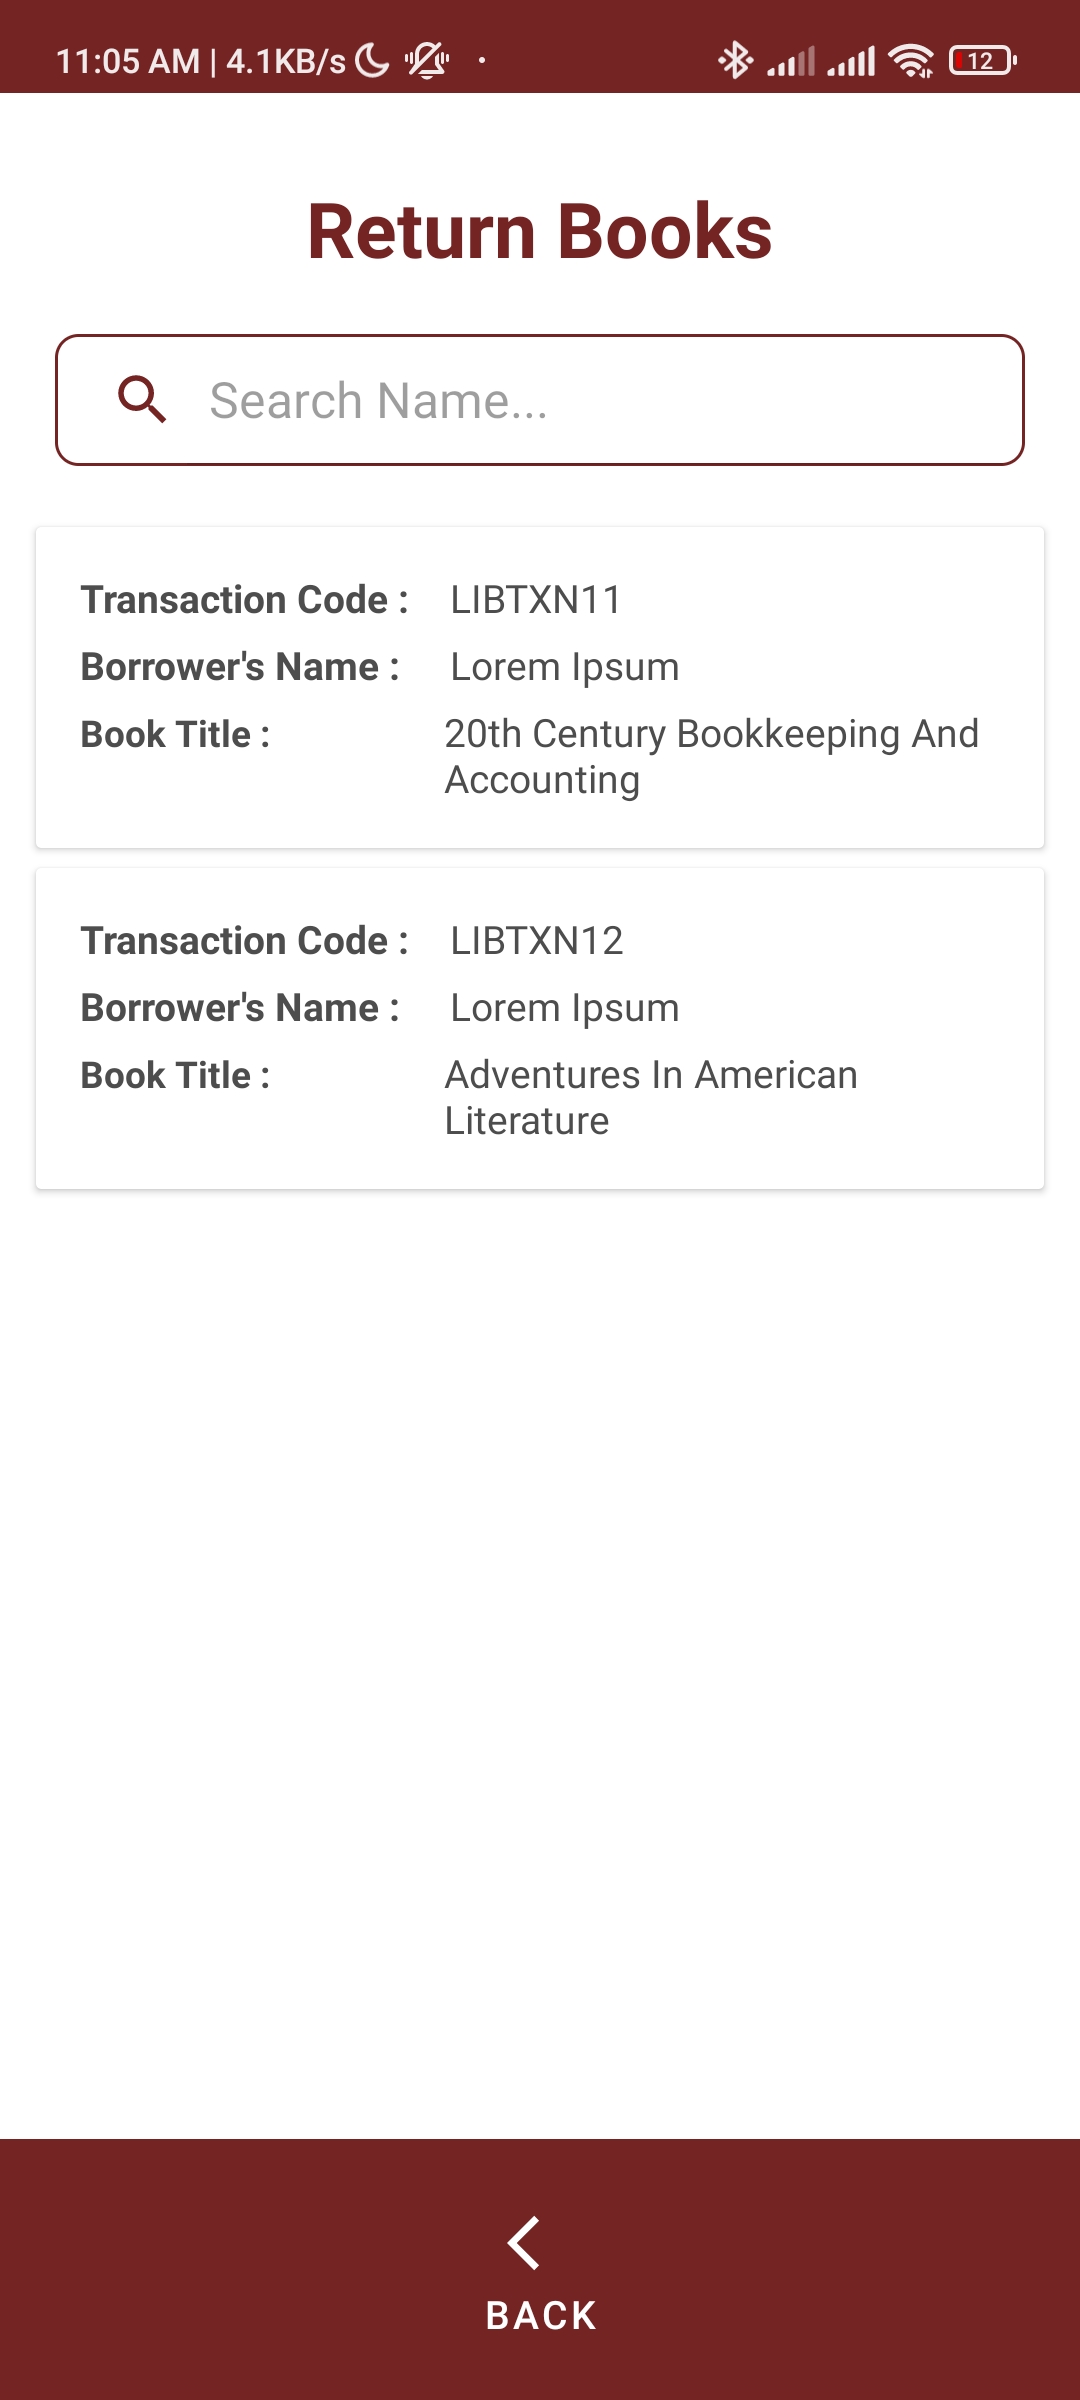 11:05 AM | 4.1KB/s 12
Return Books
Search Name...
Transaction Code : LIBTXN11
Borrower's Name : Lorem Ipsum
Book Title : 20th Century Bookkeeping And
Accounting
Transaction Code : LIBTXN12
Borrower's Name : Lorem Ipsum
Book Title : Adventures In American
Literature
BACK